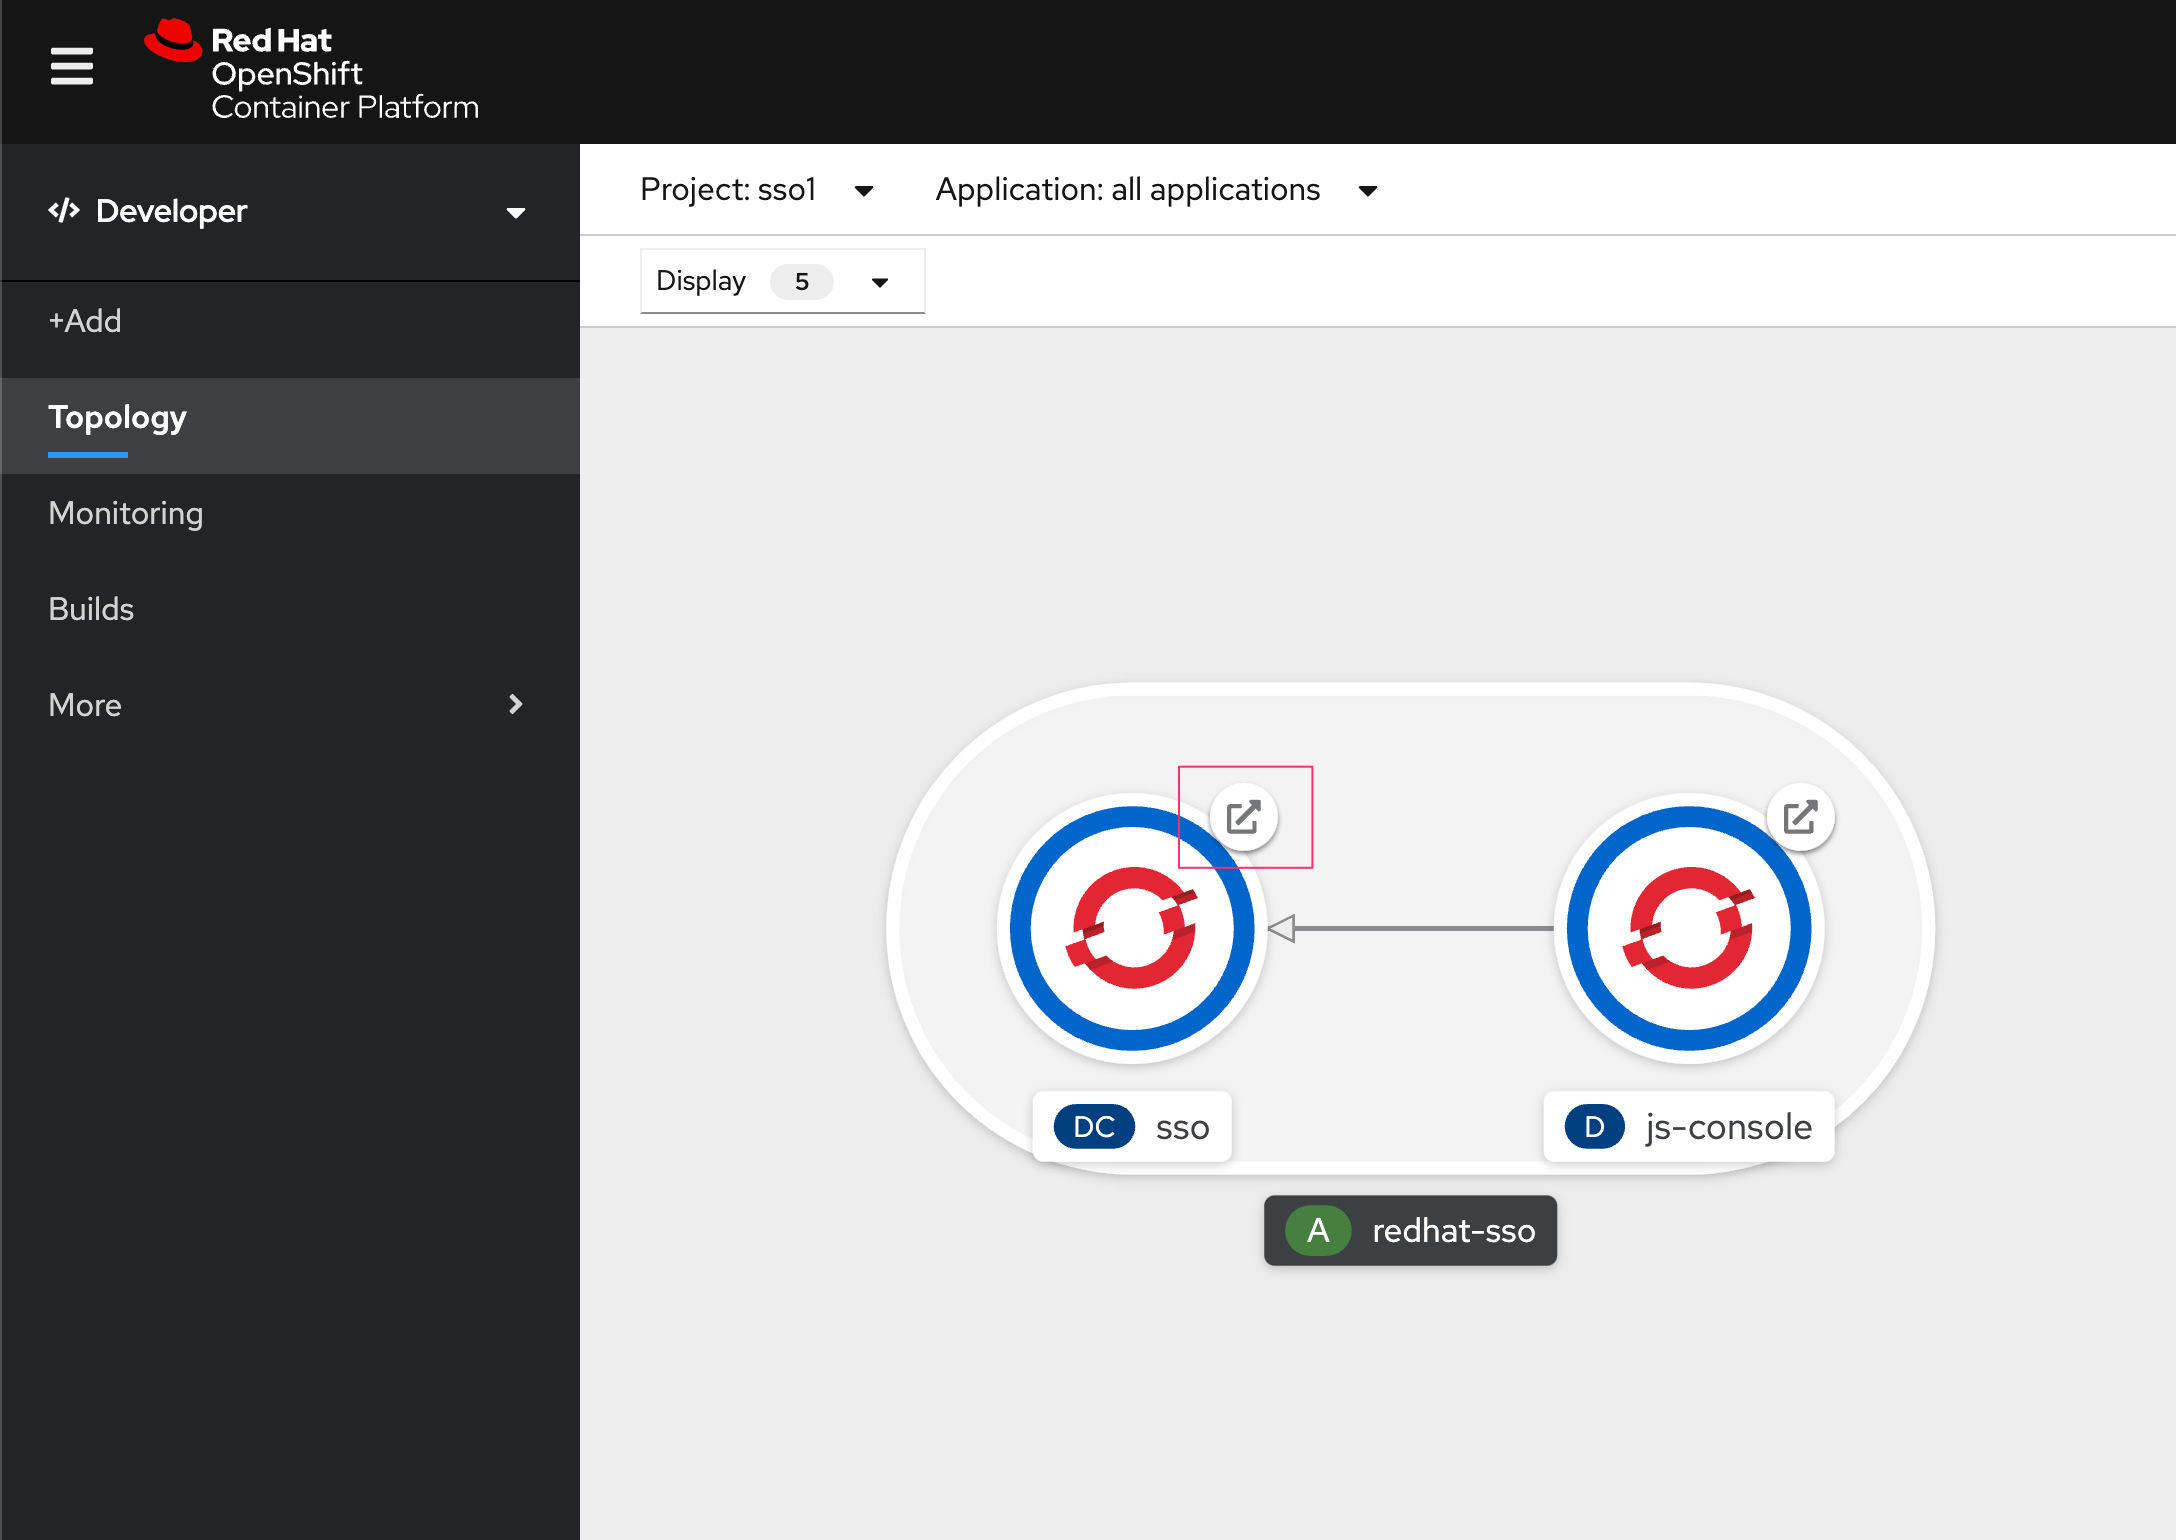 Red Hat
OpenShift
Container Platform
Developer
+Add
Topology
Monitoring
Builds
More
Project: sso1
Application: all applications
Display 5
DC sso
D js-console
A redhat-sso